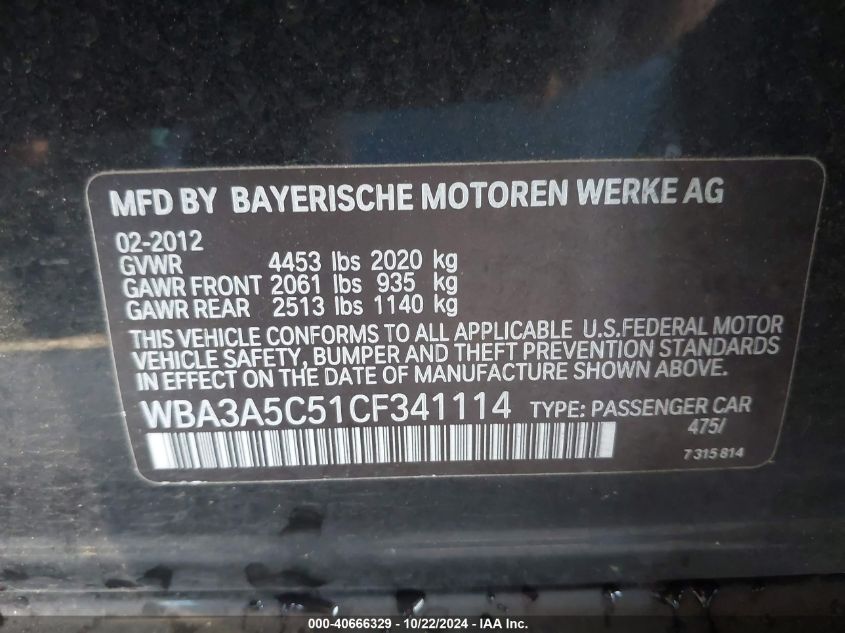 MFD BY BAYERISCHE MOTOREN WERKE AG
02-2012
GVWR 4453 lbs 2020 kg
GAWR FRONT 2061 lbs 935 kg
GAWR REAR 2513 lbs 1140 kg
THIS VEHICLE CONFORMS TO ALL APPLICABLE U.S.FEDERAL MOTOR
VEHICLE SAFETY, BUMPER AND THEFT PREVENTION STANDARDS
IN EFFECT ON THE DATE OF MANUFACTURE SHOWN ABOVE.
WBA3A5C51CF341114 TYPE: PASSENGER CAR
475/
7 315 814
000-40666329 - 10/22/2024 - IAA Inc.